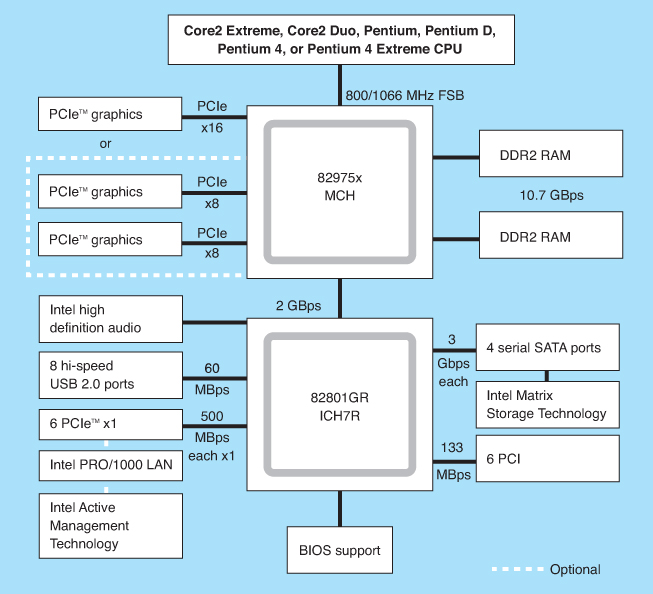 Core2 Extreme, Core2 Duo, Pentium, Pentium D,
Pentium 4, or Pentium 4 Extreme CPU
800/1066 MHz FSB
PCIe™ graphics
PCIe
x16
or
PCIe™ graphics
PCIe
x8
PCIe™ graphics
PCIe
x8
82975x
MCH
DDR2 RAM
10.7 GBps
DDR2 RAM
2 GBps
Intel high
definition audio
8 hi-speed
USB 2.0 ports
60
MBps
6 PCIe™ x1
500
MBps
each x1
Intel PRO/1000 LAN
Intel Active
Management
Technology
82801GR
ICH7R
3
Gbps
each
4 serial SATA ports
Intel Matrix
Storage Technology
133
MBps
6 PCI
BIOS support
Optional